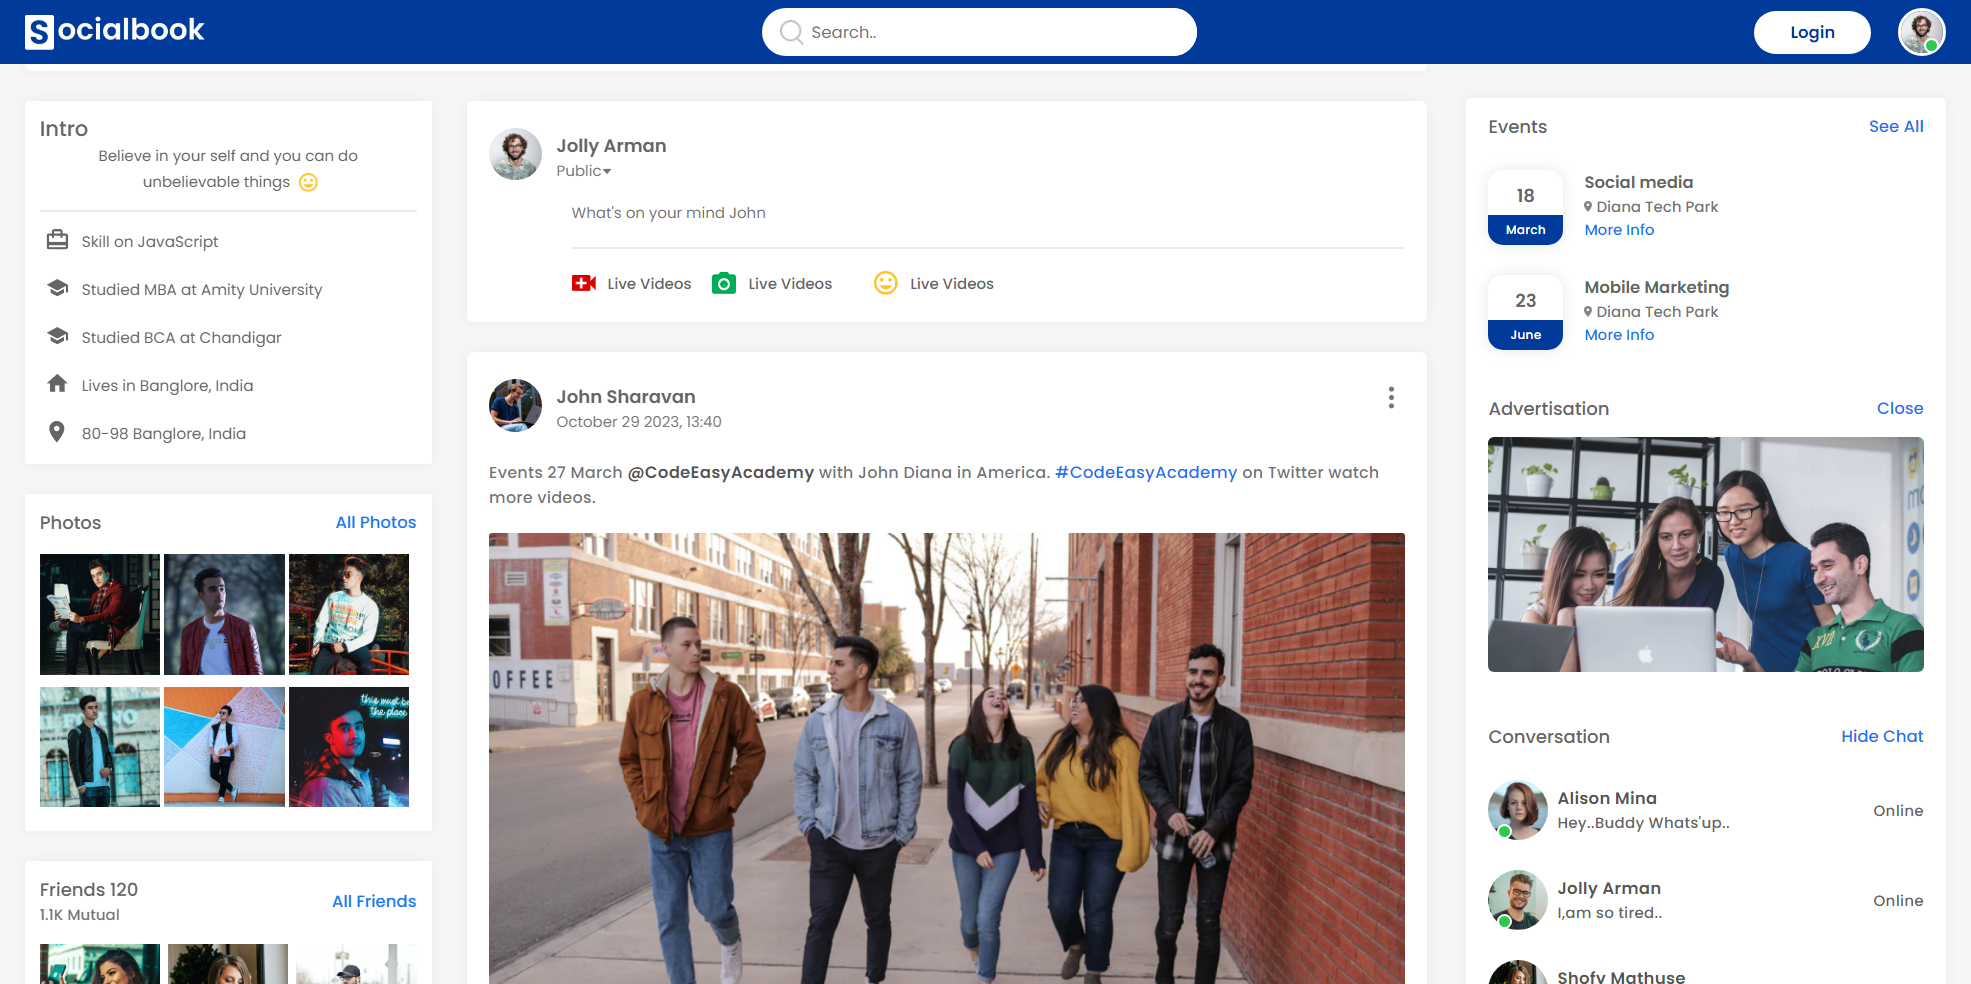 Socialbook
Search..
Login
Intro
Believe in your self and you can do
unbelievable things
Skill on JavaScript
Studied MBA at Amity University
Studied BCA at Chandigar
Lives in Banglore, India
80-98 Banglore, India
Photos
All Photos
this must be
the place
Friends 120
1.1K Mutual
All Friends
Jolly Arman
Public
What's on your mind John
Live Videos
Live Videos
Live Videos
John Sharavan
October 29 2023, 13:40
Events 27 March @CodeEasyAcademy with John Diana in America. #CodeEasyAcademy on Twitter watch
more videos.
OFFEE
Events
See All
18
March
Social media
Diana Tech Park
More Info
23
June
Mobile Marketing
Diana Tech Park
More Info
Advertisation
Close
Conversation
Hide Chat
Alison Mina
Hey..Buddy Whats'up..
Online
Jolly Arman
I,am so tired..
Online
Shofy Mathuse